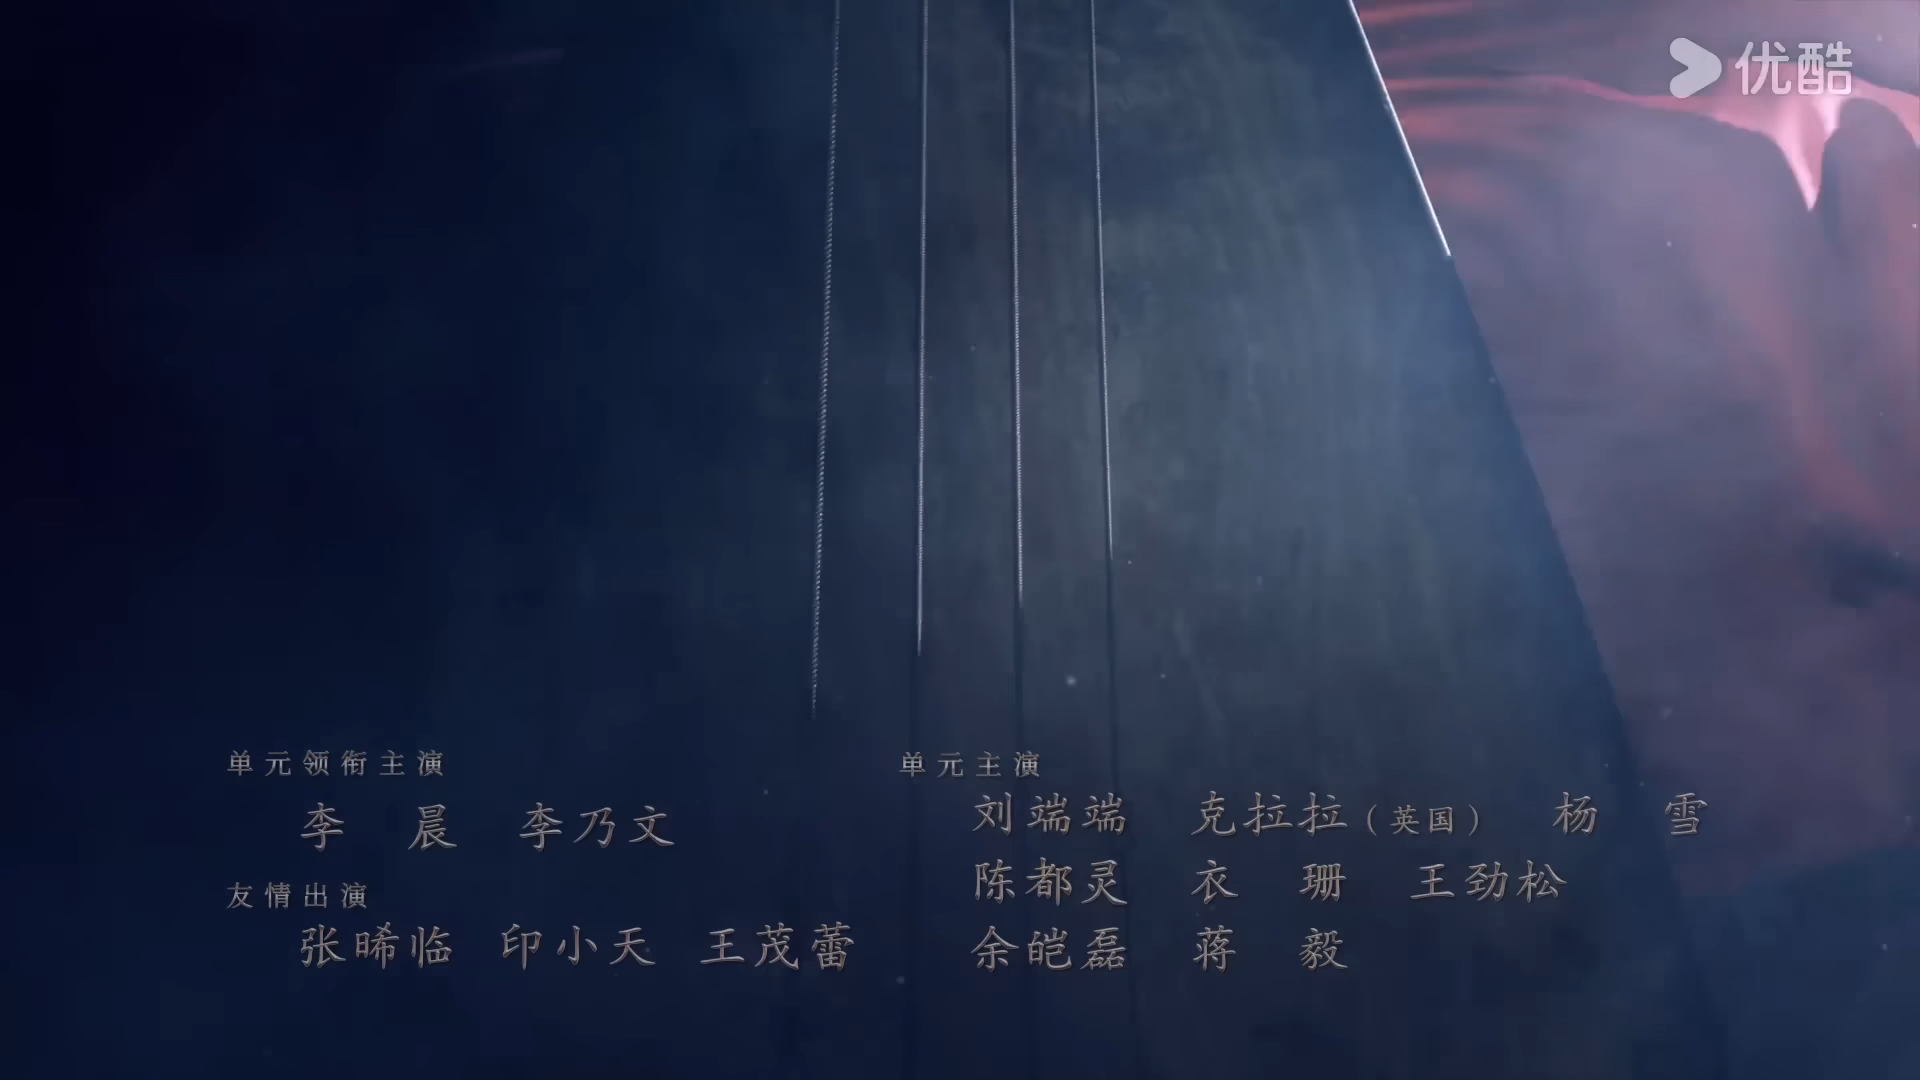 优酷
单元领衔主演
李 晨 李乃文
友情出演
张晞临 印小天 王茂蕾
单元主演
刘端端 克拉拉（英国） 杨 雪
陈都灵 衣 珊 王劲松
余皑磊 蒋 毅